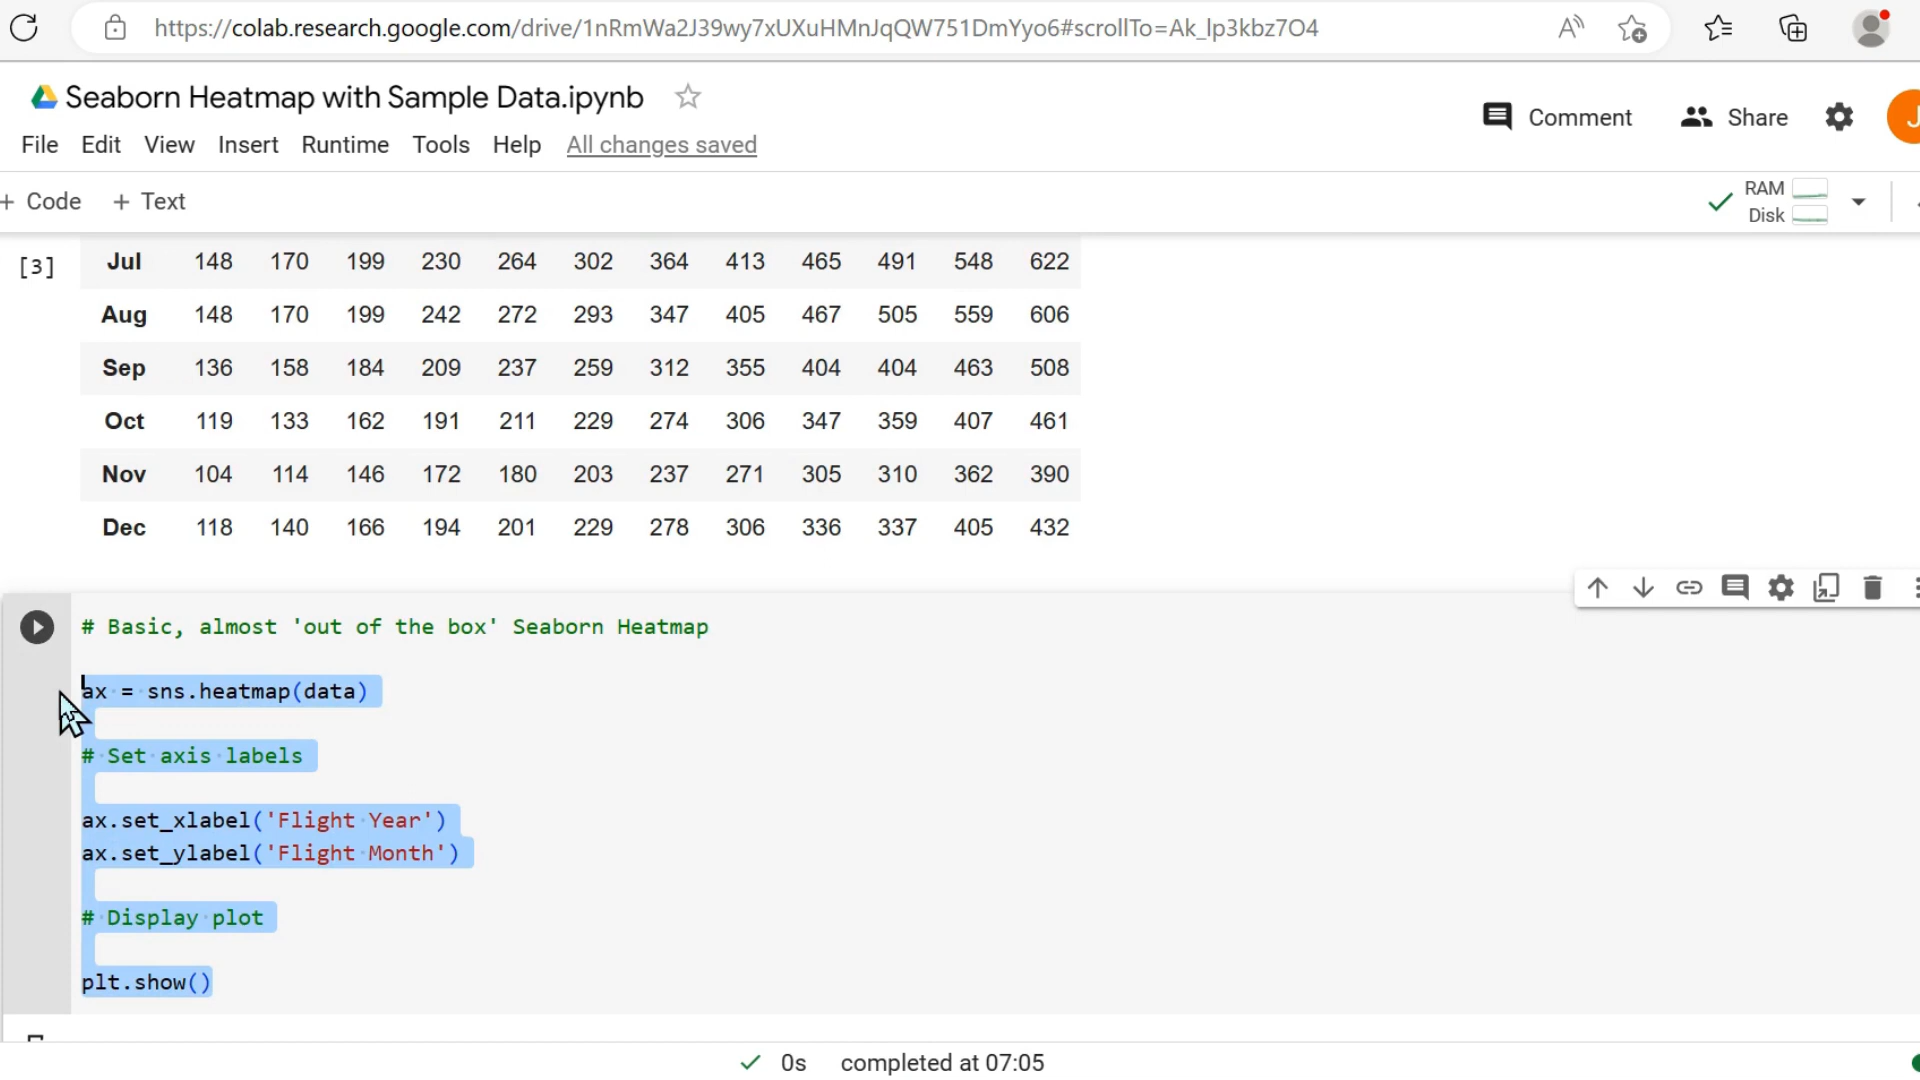 https://colab.research.google.com/drive/1nRmWa2J39wy7xUXuHMnJqQW751DmYyo6#scrollTo=Ak_lp3kbz7O4
Seaborn Heatmap with Sample Data.ipynb
Comment
Share
J
File Edit View Insert Runtime Tools Help All changes saved
+ Code + Text
RAM
Disk
[3] Jul 148 170 199 230 264 302 364 413 465 491 548 622
Aug 148 170 199 242 272 293 347 405 467 505 559 606
Sep 136 158 184 209 237 259 312 355 404 404 463 508
Oct 119 133 162 191 211 229 274 306 347 359 407 461
Nov 104 114 146 172 180 203 237 271 305 310 362 390
Dec 118 140 166 194 201 229 278 306 336 337 405 432
# Basic, almost 'out of the box' Seaborn Heatmap
ax = sns.heatmap(data)
# Set axis labels
ax.set_xlabel('Flight Year')
ax.set_ylabel('Flight Month')
# Display plot
plt.show()
0s completed at 07:05